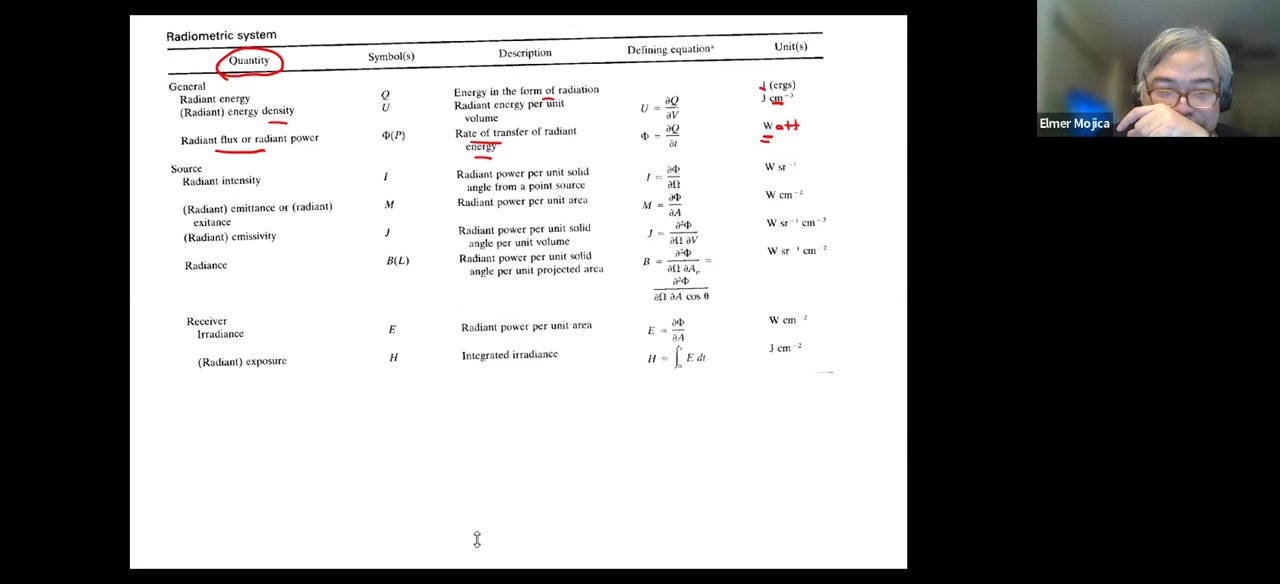 Radiometric system
Quantity Symbol(s) Description Defining equationᵃ Unit(s)
General
Radiant energy Q Energy in the form of radiation J (ergs)
(Radiant) energy density U Radiant energy per unit volume U = ∂Q/∂V J cm⁻³
Radiant flux or radiant power Φ(P) Rate of transfer of radiant energy Φ = ∂Q/∂t Watt
Source
Radiant intensity I Radiant power per unit solid angle from a point source I = ∂Φ/∂Ω W sr⁻¹
(Radiant) emittance or (radiant) exitance M Radiant power per unit area M = ∂Φ/∂A W cm⁻²
(Radiant) emissivity J Radiant power per unit solid angle per unit volume J = ∂²Φ/∂Ω ∂V W sr⁻¹ cm⁻³
Radiance B(L) Radiant power per unit solid angle per unit projected area B = ∂²Φ/∂Ω ∂Aₚ = ∂²Φ/∂Ω ∂A cos θ W sr⁻¹ cm⁻²
Receiver
Irradiance E Radiant power per unit area E = ∂Φ/∂A W cm⁻²
(Radiant) exposure H Integrated irradiance H = ∫₀ᵗ E dt J cm⁻²
Elmer Mojica